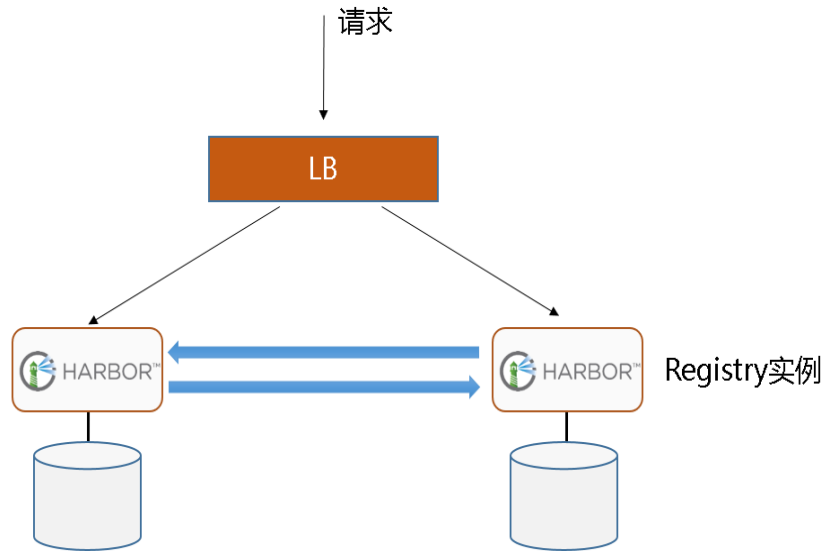 请求
LB
HARBOR™
HARBOR™
Registry实例